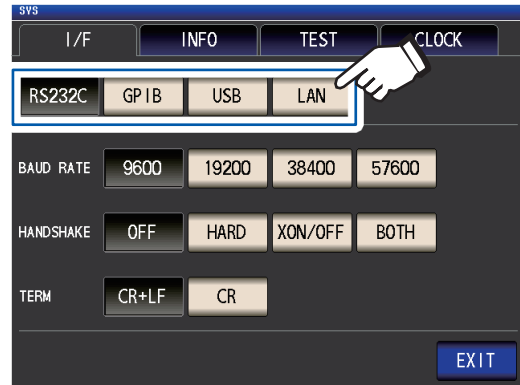 SYS
I/F INFO TEST CLOCK
RS232C GPIB USB LAN
BAUD RATE 9600 19200 38400 57600
HANDSHAKE OFF HARD XON/OFF BOTH
TERM CR+LF CR
EXIT